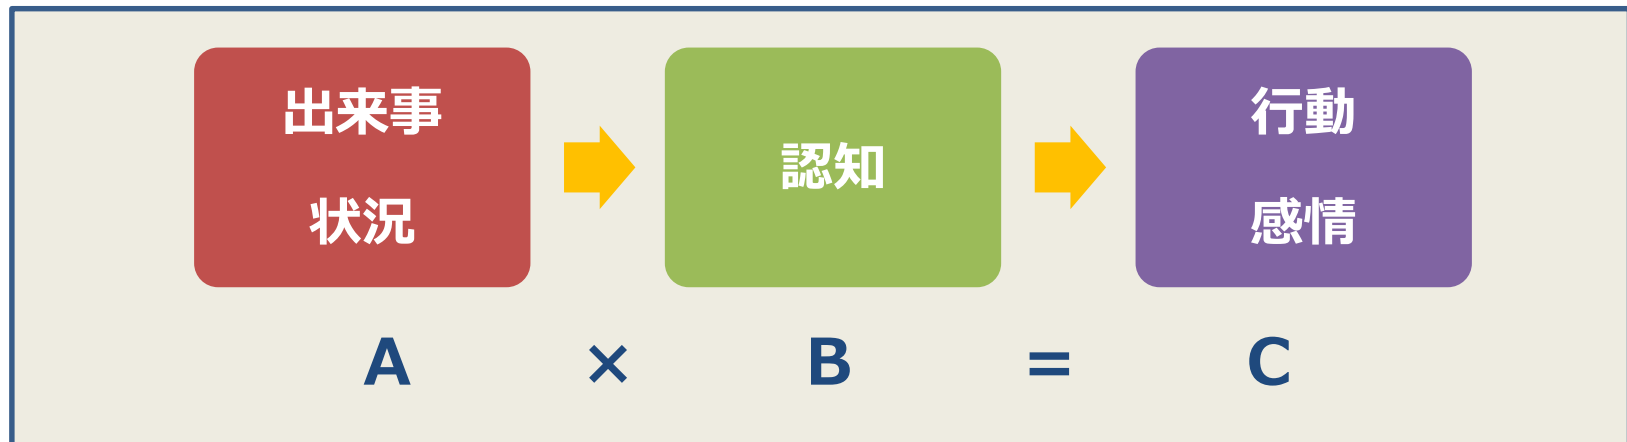 出来事
状況
認知
行動
感情
A × B = C